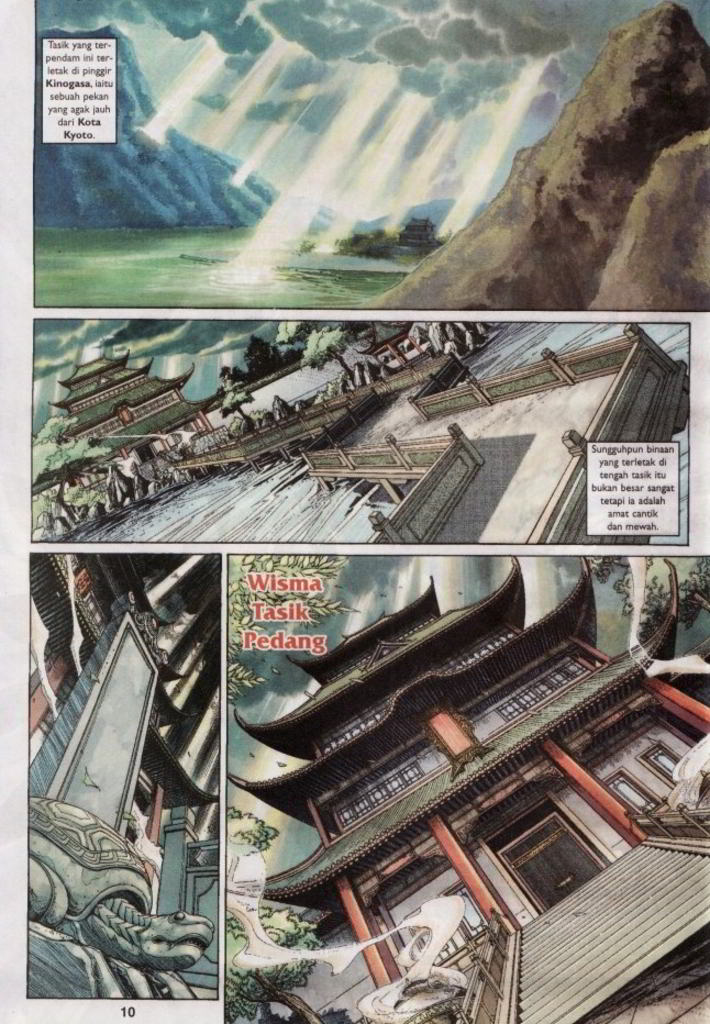 Tasik yang ter-
pendam ini ter-
letak di pinggir
Kinogasa, iaitu
sebuah pekan
yang agak jauh
dari Kota
Kyoto.
Sungguhpun binaan
yang terletak di
tengah tasik itu
bukan besar sangat
tetapi ia adalah
amat cantik
dan mewah.
Wisma
Tasik
Pedang
10